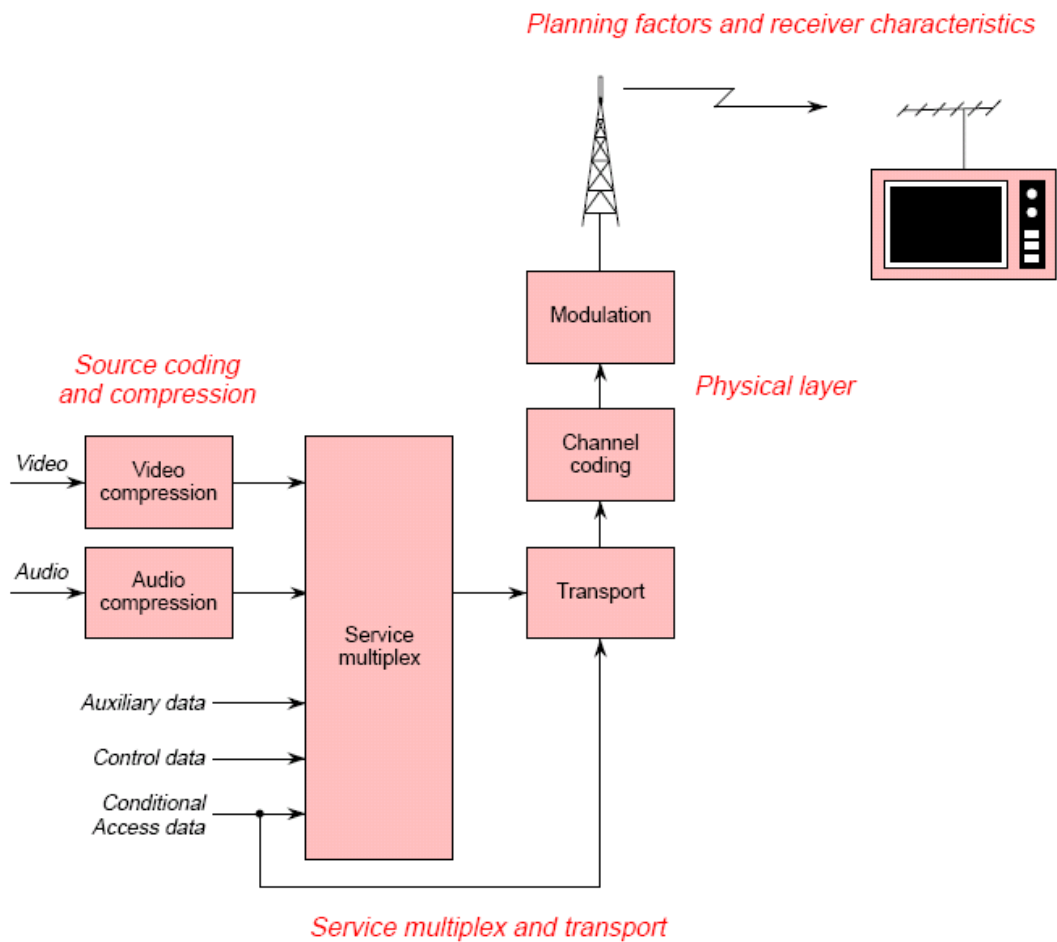 Planning factors and receiver characteristics
Modulation
Source coding
and compression
Physical layer
Channel
coding
Video
Video
compression
Audio
Audio
compression
Transport
Service
multiplex
Auxiliary data
Control data
Conditional
Access data
Service multiplex and transport